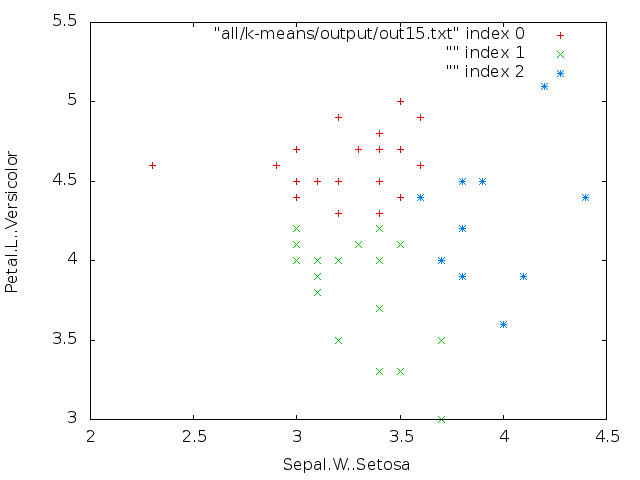 5.5
"all/k-means/output/out15.txt" index 0
"" index 1
"" index 2
5
4.5
4
3.5
3
2 2.5 3 3.5 4 4.5
Petal.L..Versicolor
Sepal.W..Setosa